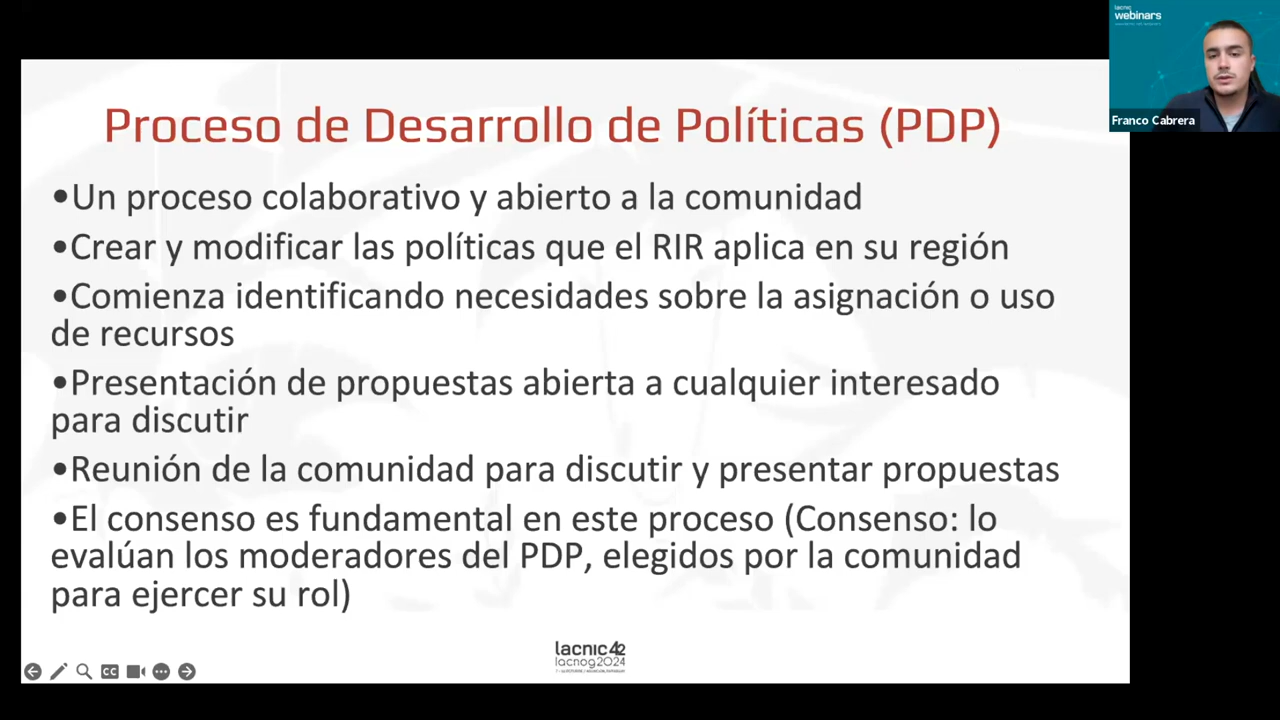 lacnic
webinars
Franco Cabrera
Proceso de Desarrollo de Políticas (PDP)
•Un proceso colaborativo y abierto a la comunidad
•Crear y modificar las políticas que el RIR aplica en su región
•Comienza identificando necesidades sobre la asignación o uso
de recursos
•Presentación de propuestas abierta a cualquier interesado
para discutir
•Reunión de la comunidad para discutir y presentar propuestas
•El consenso es fundamental en este proceso (Consenso: lo
evalúan los moderadores del PDP, elegidos por la comunidad
para ejercer su rol)
lacnic42
lacnog2024
CC